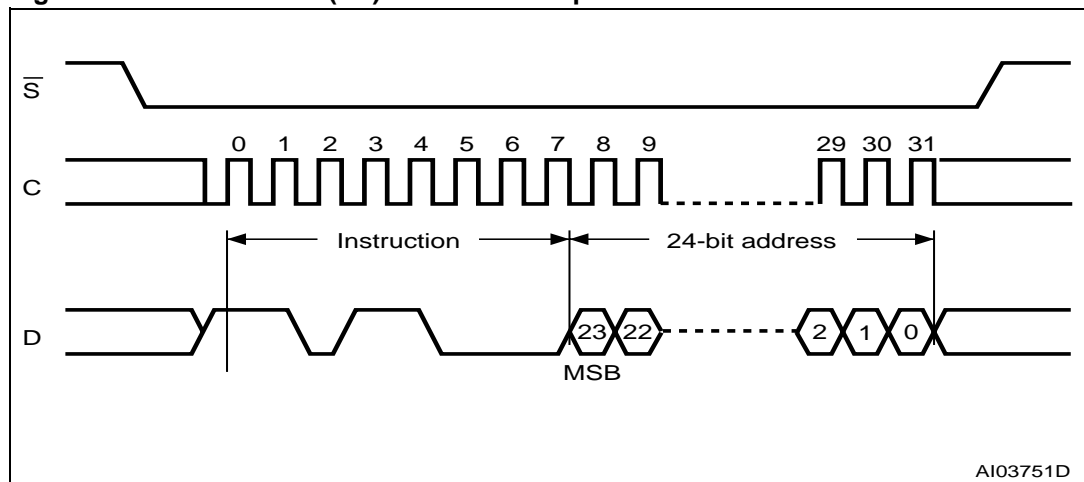 S
0 1 2 3 4 5 6 7 8 9 29 30 31
C
Instruction 24-bit address
D
23 22 2 1 0
MSB
AI03751D